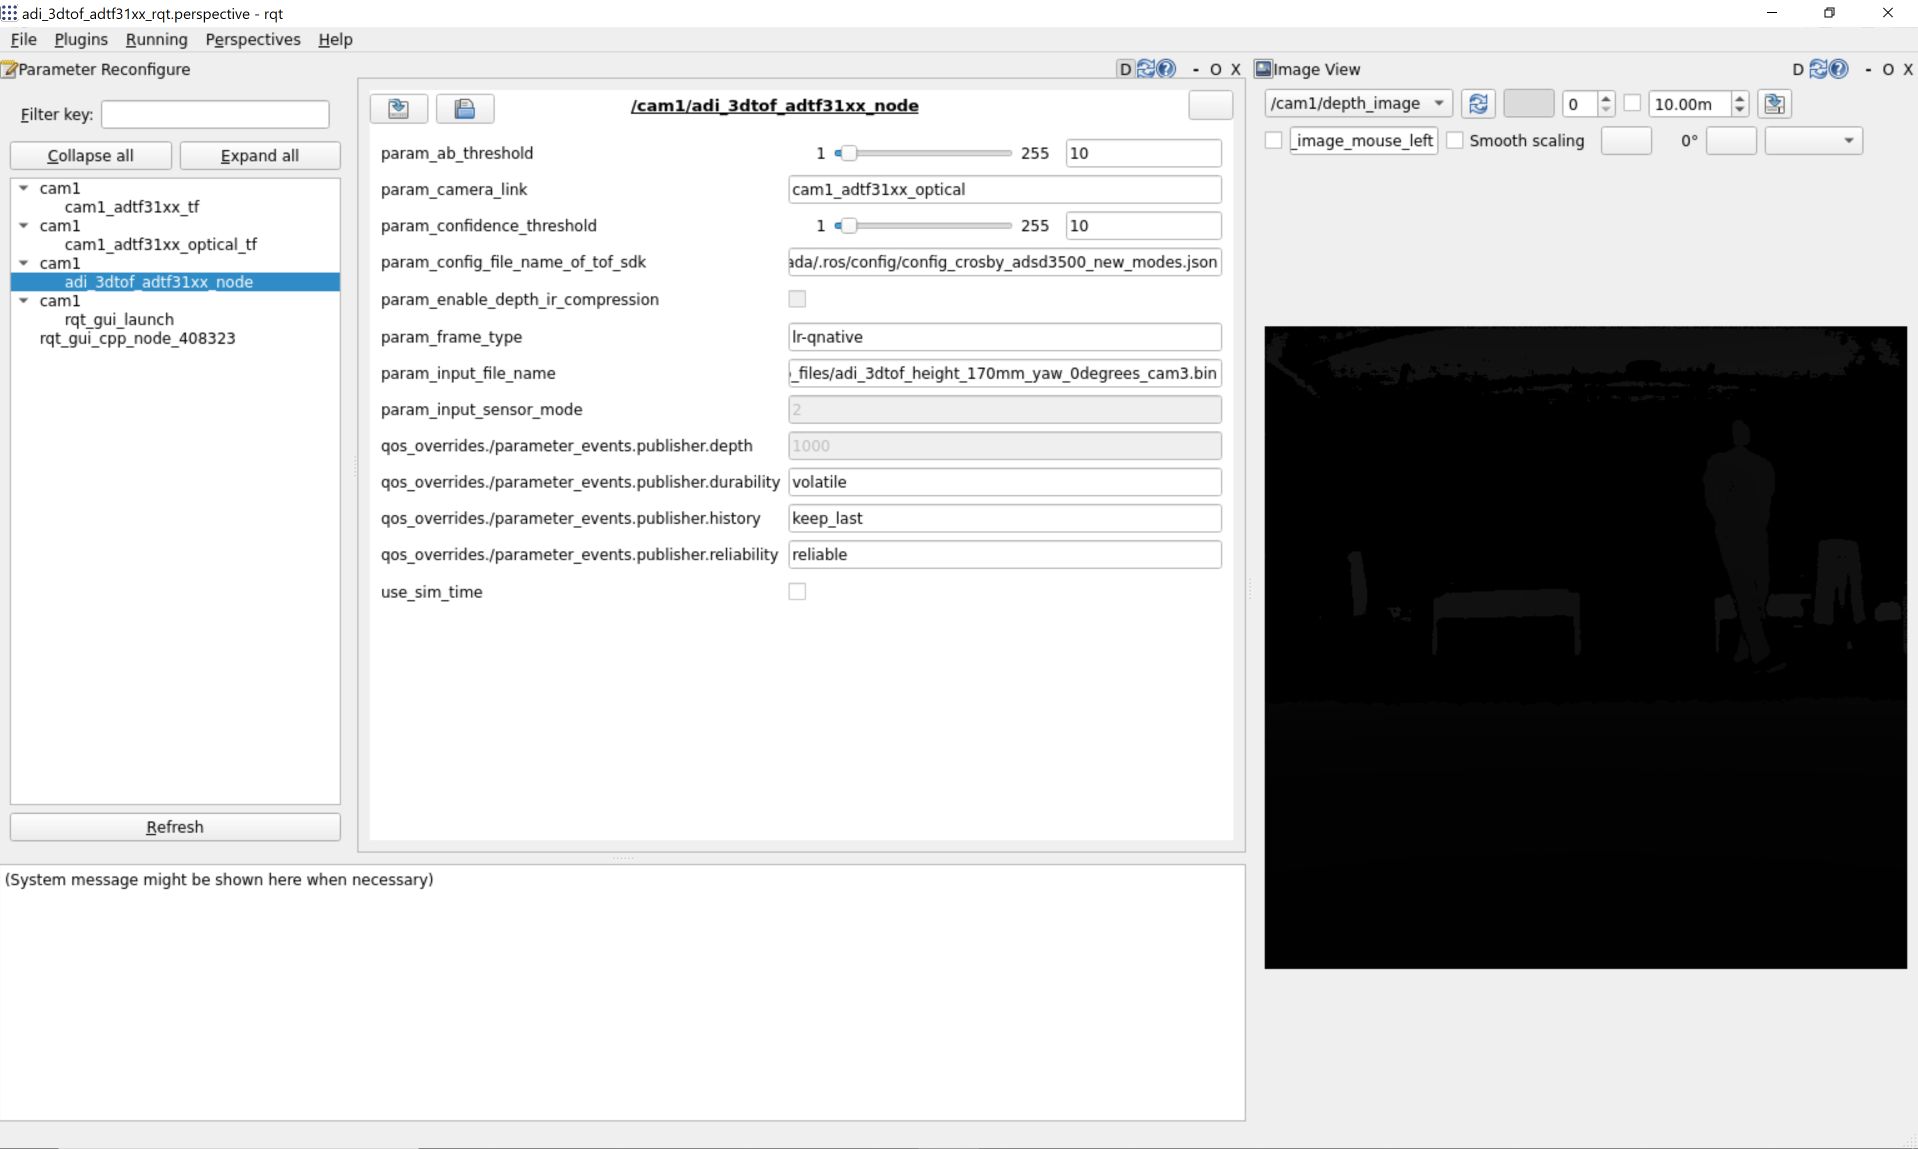 adi_3dtof_adtf31xx_rqt.perspective - rqt
File Plugins Running Perspectives Help
Parameter Reconfigure
D - O X
Filter key:
Collapse all Expand all
cam1
cam1_adtf31xx_tf
cam1
cam1_adtf31xx_optical_tf
cam1
adi_3dtof_adtf31xx_node
cam1
rqt_gui_launch
rqt_gui_cpp_node_408323
Refresh
/cam1/adi_3dtof_adtf31xx_node
param_ab_threshold 1 255 10
param_camera_link cam1_adtf31xx_optical
param_confidence_threshold 1 255 10
param_config_file_name_of_tof_sdk ada/.ros/config/config_crosby_adsd3500_new_modes.json
param_enable_depth_ir_compression
param_frame_type lr-qnative
param_input_file_name _files/adi_3dtof_height_170mm_yaw_0degrees_cam3.bin
param_input_sensor_mode 2
qos_overrides./parameter_events.publisher.depth 1000
qos_overrides./parameter_events.publisher.durability volatile
qos_overrides./parameter_events.publisher.history keep_last
qos_overrides./parameter_events.publisher.reliability reliable
use_sim_time
(System message might be shown here when necessary)
Image View
D - O X
/cam1/depth_image 0 10.00m
_image_mouse_left Smooth scaling 0°